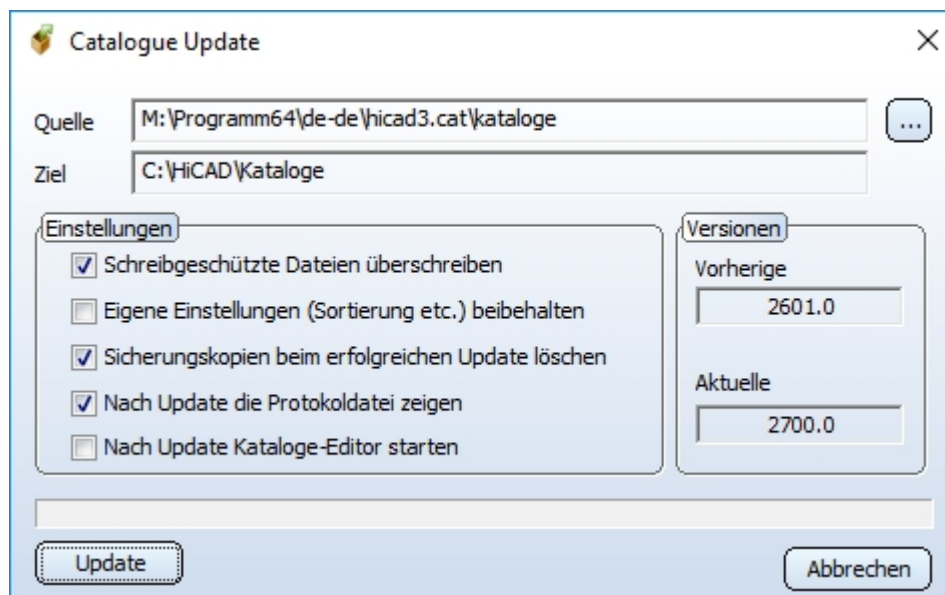 Catalogue Update
Quelle M:\Programm64\de-de\hicad3.cat\kataloge ...
Ziel C:\HiCAD\Kataloge
Einstellungen
Schreibgeschützte Dateien überschreiben
Eigene Einstellungen (Sortierung etc.) beibehalten
Sicherungskopien beim erfolgreichen Update löschen
Nach Update die Protokoldatei zeigen
Nach Update Kataloge-Editor starten
Versionen
Vorherige
2601.0
Aktuelle
2700.0
Update
Abbrechen